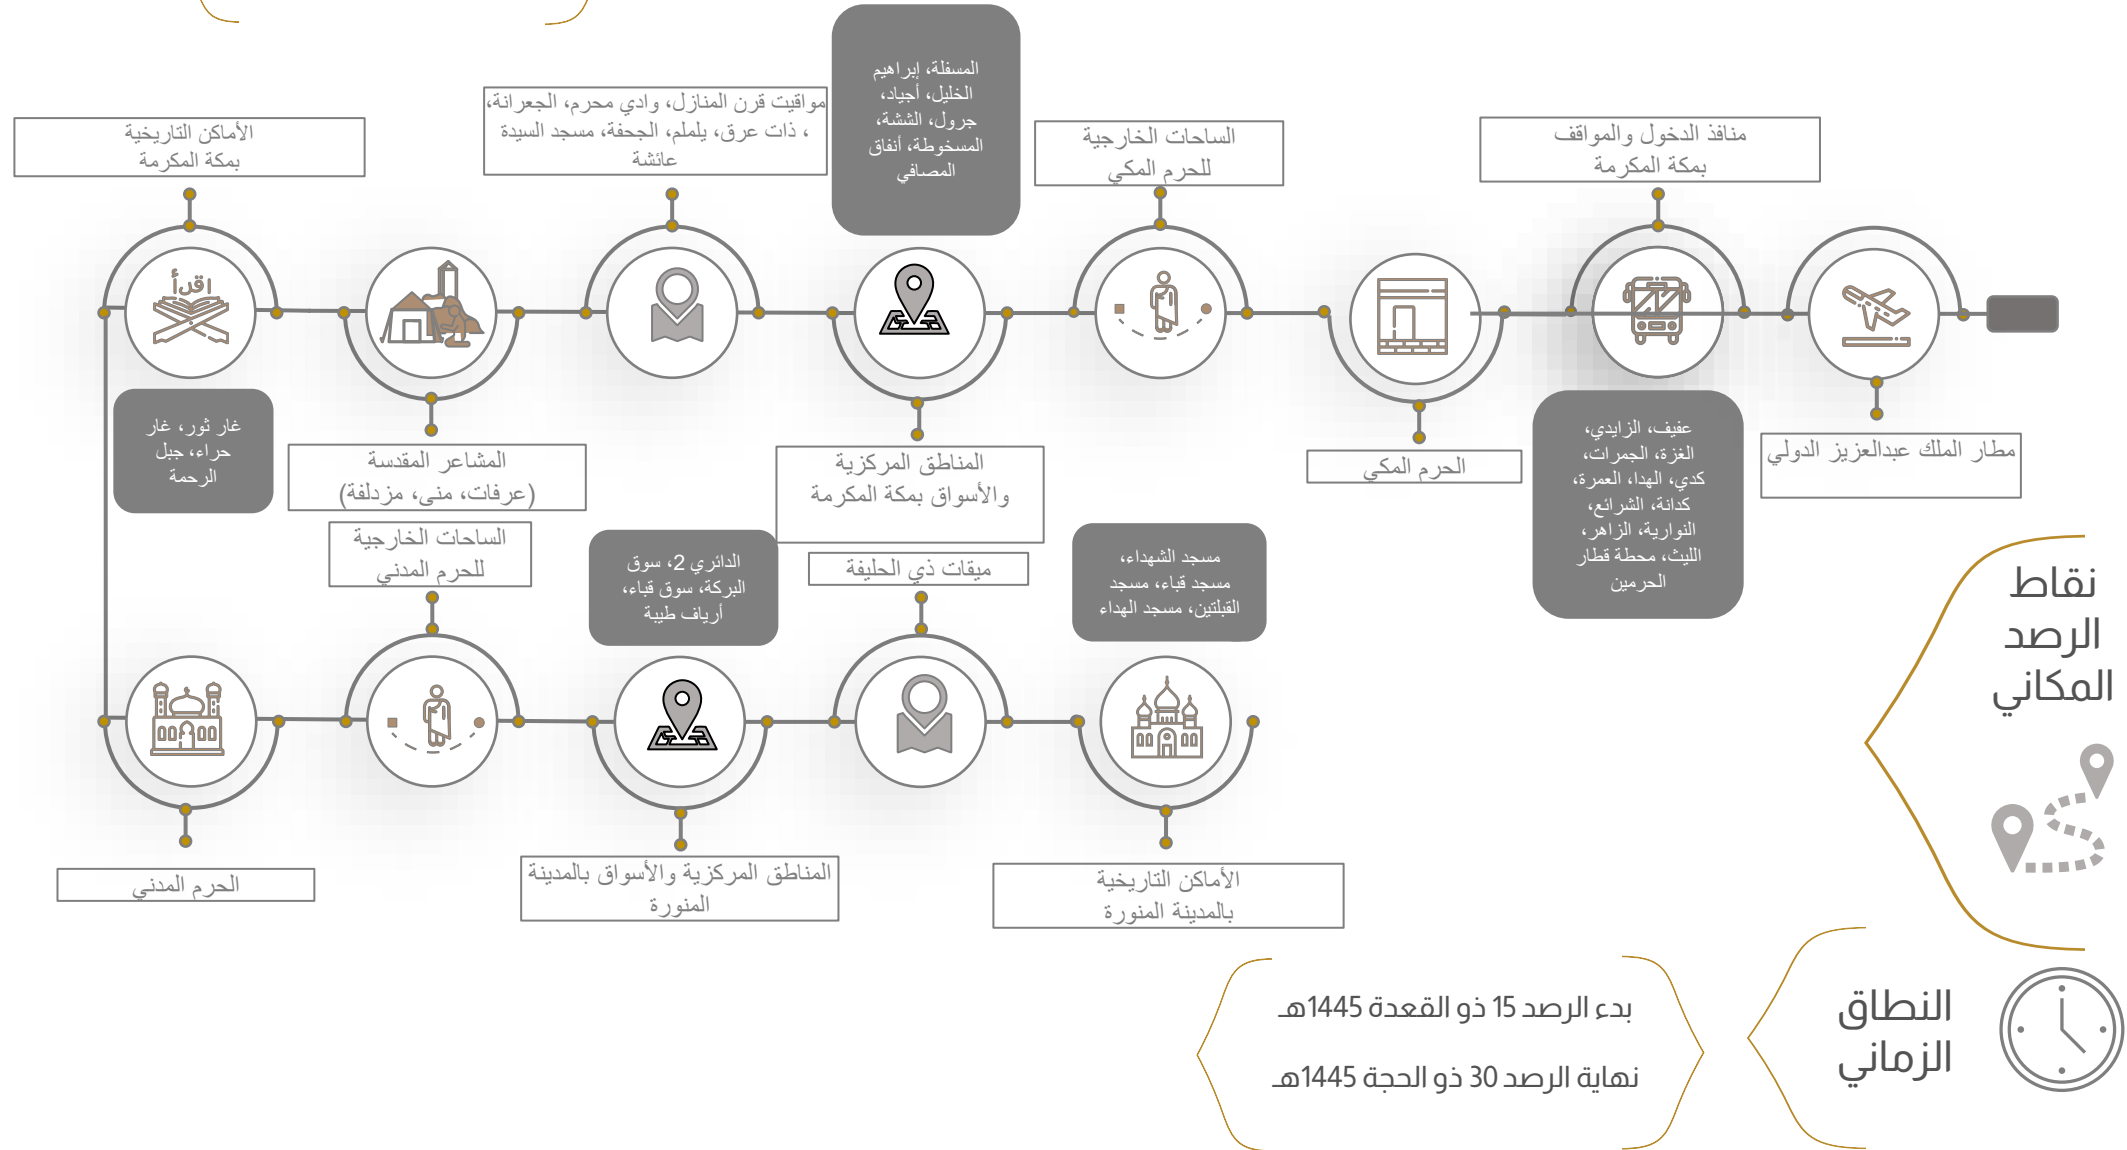 المسفلة، إبراهيم
الخليل، أجياد،
جرول، الششة،
المسخوطة، أنفاق
المصافي
منافذ الدخول والمواقف
بمكة المكرمة
الساحات الخارجية
للحرم المكي
مواقيت قرن المنازل، وادي محرم، الجعرانة،
، ذات عرق، يلملم، الجحفة، مسجد السيدة
عائشة
الأماكن التاريخية
بمكة المكرمة
اقرأ
مطار الملك عبدالعزيز الدولي
عفيف، الزايدي،
الغزة، الجمرات،
كدي، الهدا، العمرة،
كدانة، الشرائع،
النوارية، الزاهر،
الليث، محطة قطار
الحرمين
الحرم المكي
المناطق المركزية
والأسواق بمكة المكرمة
المشاعر المقدسة
(عرفات، منى، مزدلفة)
غار ثور، غار
حراء، جبل
الرحمة
نقاط
الرصد
المكاني
مسجد الشهداء،
مسجد قباء، مسجد
القبلتين، مسجد الهداء
ميقات ذي الحليفة
الدائري 2، سوق
البركة، سوق قباء،
أرياف طيبة
الساحات الخارجية
للحرم المدني
الأماكن التاريخية
بالمدينة المنورة
المناطق المركزية والأسواق بالمدينة
المنورة
الحرم المدني
النطاق
الزماني
بدء الرصد 15 ذو القعدة 1445هـ
نهاية الرصد 30 ذو الحجة 1445هـ